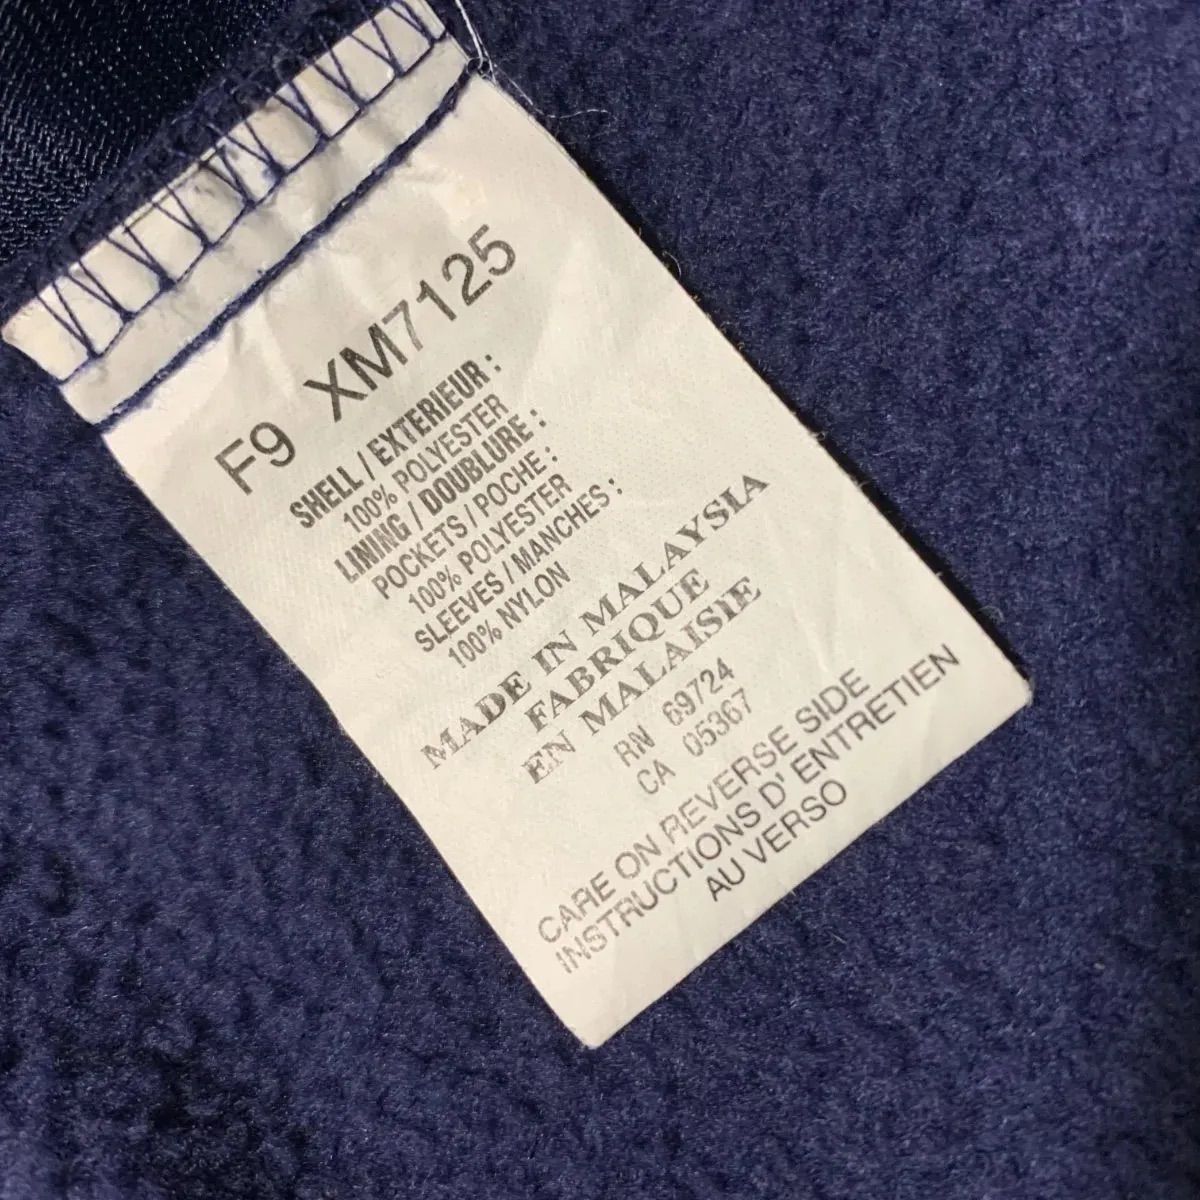 F9 XM7125
SHELL / EXTERIEUR :
100% POLYESTER
LINING / DOUBLURE :
POCKETS / POCHE :
100% POLYESTER
SLEEVES / MANCHES :
100% NYLON
MADE IN MALAYSIA
FABRIQUE
EN MALAISIE
RN 69724
CA 05367
CARE ON REVERSE SIDE
INSTRUCTIONS D' ENTRETIEN
AU VERSO